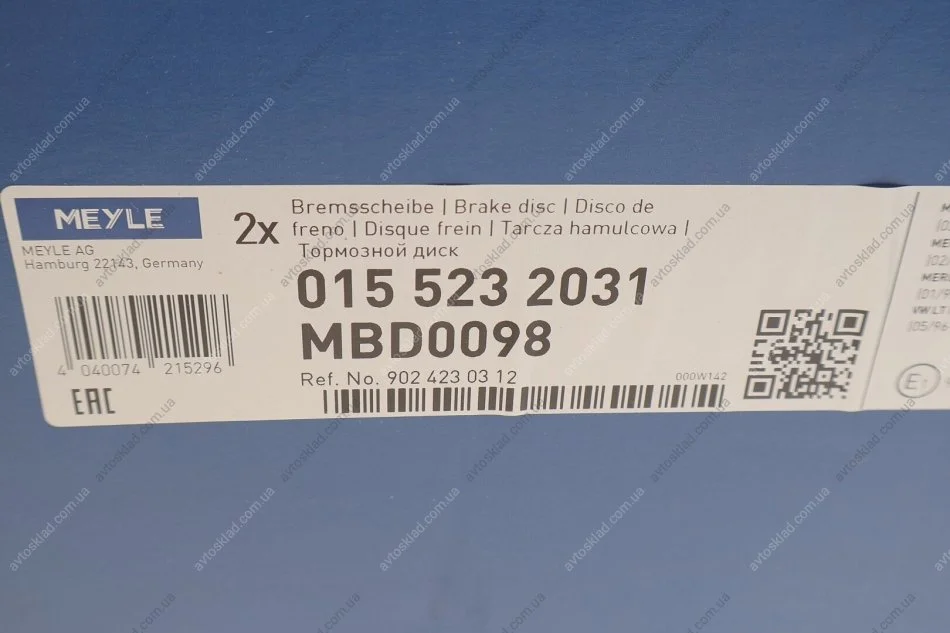 MEYLE
MEYLE AG
Hamburg 22143, Germany
4 040074 215296
EAC
2x
Bremsscheibe | Brake disc | Disco de
freno | Disque frein | Tarcza hamulcowa |
Тормозной диск
015 523 2031
MBD0098
Ref. No. 902 423 03 12
000W142
E1
avtosklad.com.ua